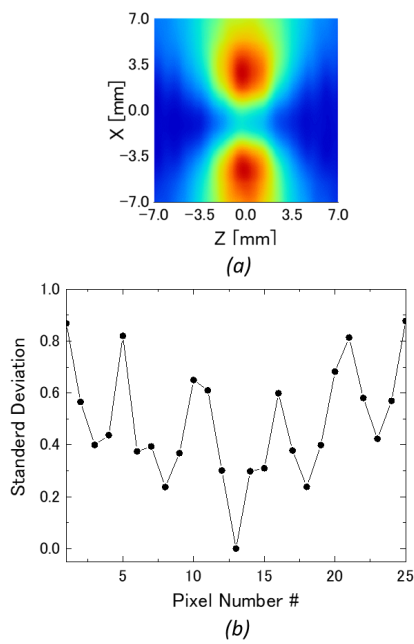 7.0
3.5
0.0
-3.5
-7.0
X [mm]
-7.0 -3.5 0.0 3.5 7.0
Z [mm]
(a)
1.0
0.8
0.6
0.4
0.2
0.0
Standerd Deviation
5 10 15 20 25
Pixel Number #
(b)